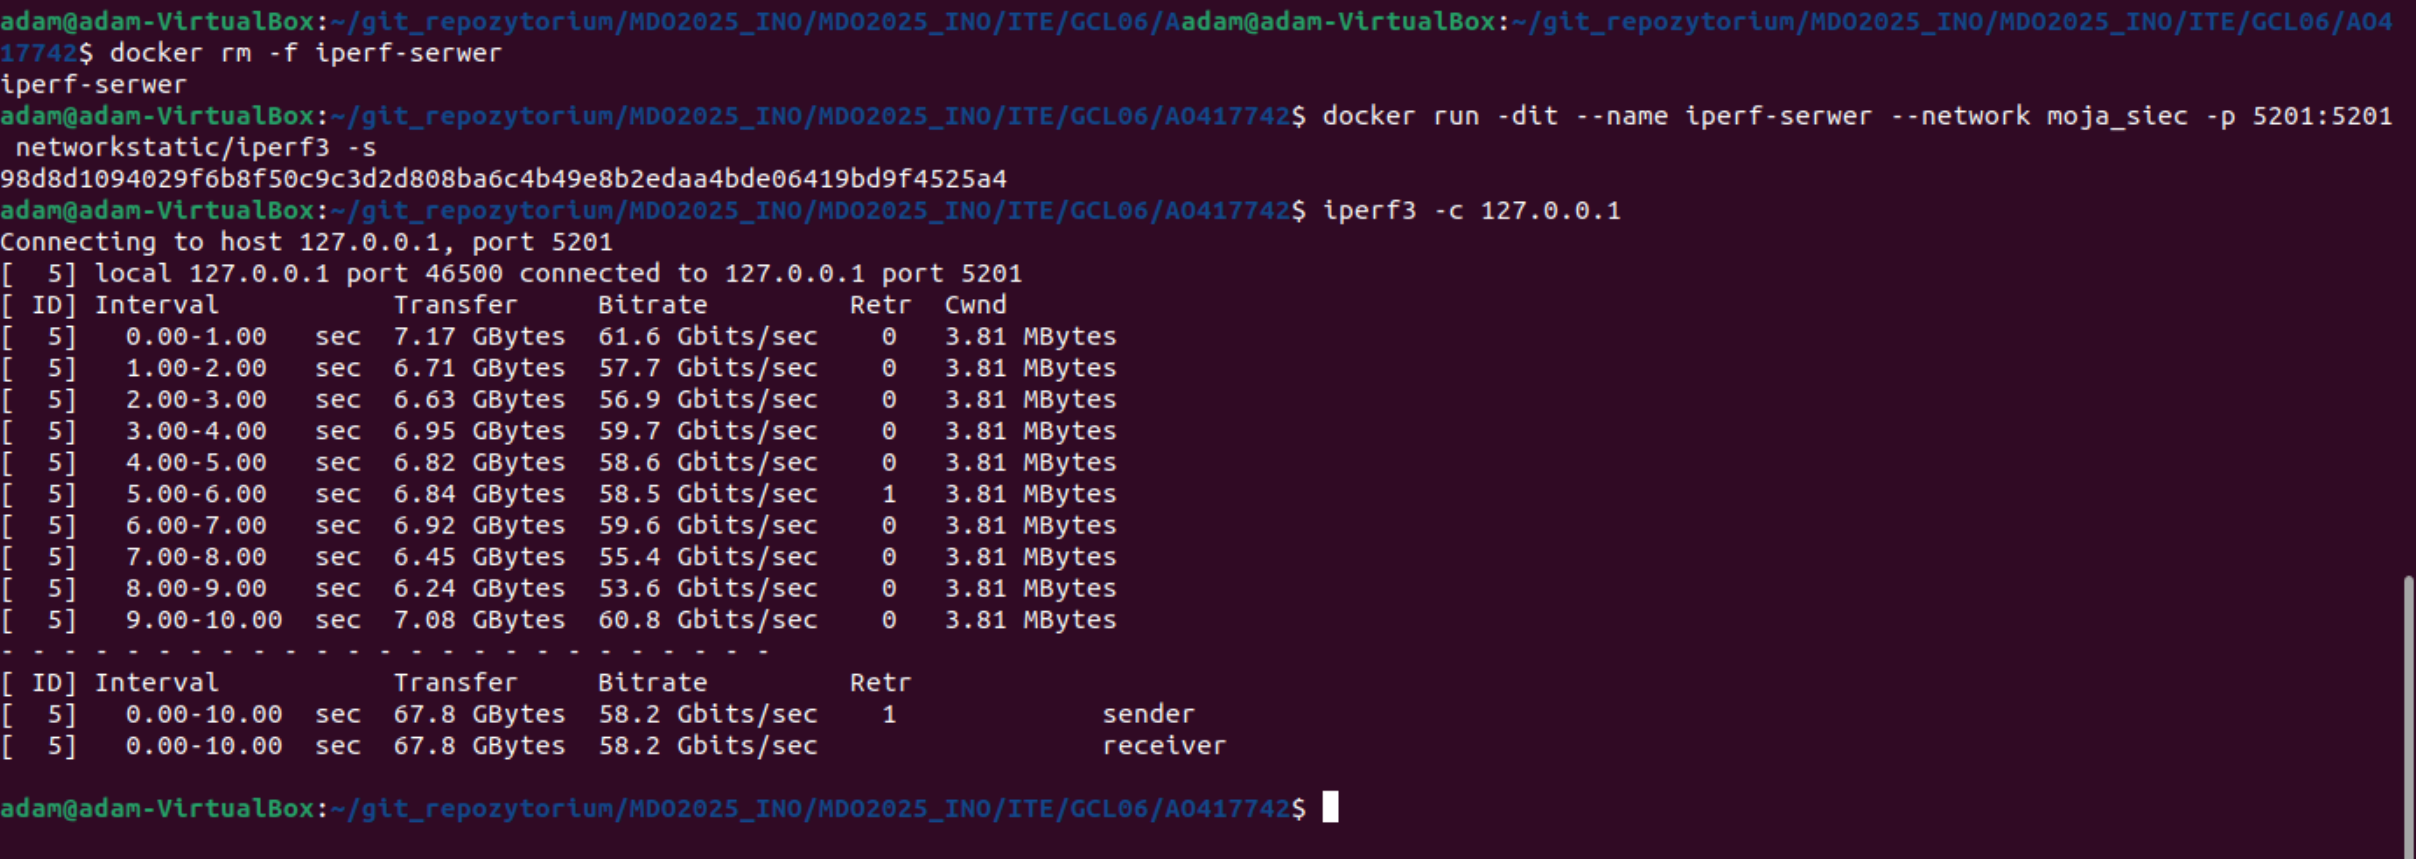 adam@adam-VirtualBox:~/git_repozytorium/MDO2025_INO/MDO2025_INO/ITE/GCL06/Aadam@adam-VirtualBox:~/git_repozytorium/MDO2025_INO/MDO2025_INO/ITE/GCL06/AO4
17742$ docker rm -f iperf-serwer
iperf-serwer
adam@adam-VirtualBox:~/git_repozytorium/MDO2025_INO/MDO2025_INO/ITE/GCL06/AO417742$ docker run -dit --name iperf-serwer --network moja_siec -p 5201:5201
 networkstatic/iperf3 -s
98d8d1094029f6b8f50c9c3d2d808ba6c4b49e8b2edaa4bde06419bd9f4525a4
adam@adam-VirtualBox:~/git_repozytorium/MDO2025_INO/MDO2025_INO/ITE/GCL06/AO417742$ iperf3 -c 127.0.0.1
Connecting to host 127.0.0.1, port 5201
[  5] local 127.0.0.1 port 46500 connected to 127.0.0.1 port 5201
[ ID] Interval           Transfer     Bitrate         Retr  Cwnd
[  5]   0.00-1.00   sec  7.17 GBytes  61.6 Gbits/sec    0   3.81 MBytes
[  5]   1.00-2.00   sec  6.71 GBytes  57.7 Gbits/sec    0   3.81 MBytes
[  5]   2.00-3.00   sec  6.63 GBytes  56.9 Gbits/sec    0   3.81 MBytes
[  5]   3.00-4.00   sec  6.95 GBytes  59.7 Gbits/sec    0   3.81 MBytes
[  5]   4.00-5.00   sec  6.82 GBytes  58.6 Gbits/sec    0   3.81 MBytes
[  5]   5.00-6.00   sec  6.84 GBytes  58.5 Gbits/sec    1   3.81 MBytes
[  5]   6.00-7.00   sec  6.92 GBytes  59.6 Gbits/sec    0   3.81 MBytes
[  5]   7.00-8.00   sec  6.45 GBytes  55.4 Gbits/sec    0   3.81 MBytes
[  5]   8.00-9.00   sec  6.24 GBytes  53.6 Gbits/sec    0   3.81 MBytes
[  5]   9.00-10.00  sec  7.08 GBytes  60.8 Gbits/sec    0   3.81 MBytes
- - - - - - - - - - - - - - - - - - - - - - - - -
[ ID] Interval           Transfer     Bitrate         Retr
[  5]   0.00-10.00  sec  67.8 GBytes  58.2 Gbits/sec    1             sender
[  5]   0.00-10.00  sec  67.8 GBytes  58.2 Gbits/sec                  receiver
adam@adam-VirtualBox:~/git_repozytorium/MDO2025_INO/MDO2025_INO/ITE/GCL06/AO417742$